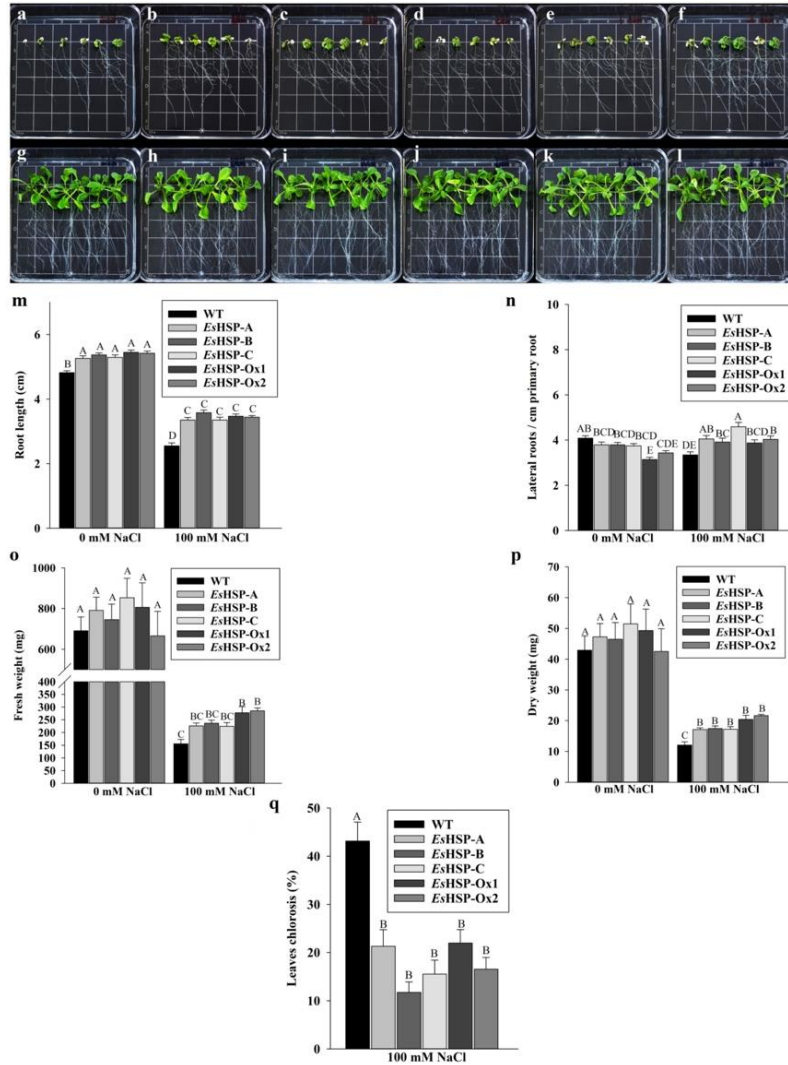 a b c d e f
g h i j k l
m
Root length (cm)
6
4
2
0
B A A A A A
D C C C C C
0 mM NaCl 100 mM NaCl
WT
EsHSP-A
EsHSP-B
EsHSP-C
EsHSP-Ox1
EsHSP-Ox2
n
Lateral roots / cm primary root
10
8
6
4
2
0
AB BCD BCD BCD E CDE
DE AB BC A BCD B
0 mM NaCl 100 mM NaCl
WT
EsHSP-A
EsHSP-B
EsHSP-C
EsHSP-Ox1
EsHSP-Ox2
o
Fresh weight (mg)
1000
800
600
400
350
300
250
200
150
100
50
0
A A A A A A
C BC BC BC B B
0 mM NaCl 100 mM NaCl
WT
EsHSP-A
EsHSP-B
EsHSP-C
EsHSP-Ox1
EsHSP-Ox2
p
Dry weight (mg)
70
60
50
40
30
20
10
0
A A A A A A
C B B B B B
0 mM NaCl 100 mM NaCl
WT
EsHSP-A
EsHSP-B
EsHSP-C
EsHSP-Ox1
EsHSP-Ox2
q
Leaves chlorosis (%)
50
40
30
20
10
0
A B B B B B
100 mM NaCl
WT
EsHSP-A
EsHSP-B
EsHSP-C
EsHSP-Ox1
EsHSP-Ox2